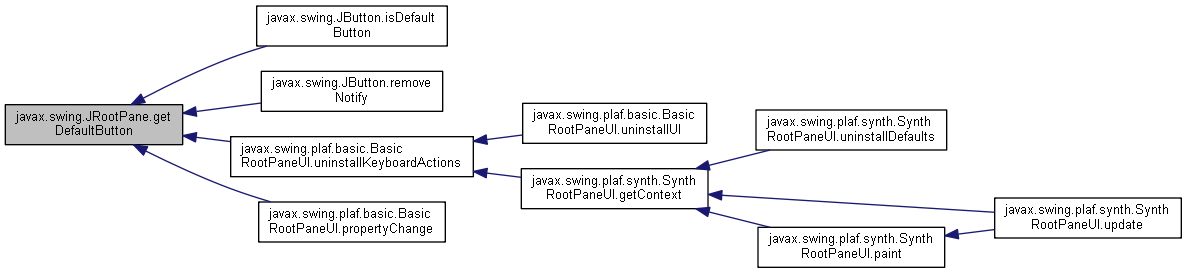 javax.swing.JButton.isDefault
Button
javax.swing.JButton.remove
Notify
javax.swing.JRootPane.get
DefaultButton
javax.swing.plaf.basic.Basic
RootPaneUI.uninstallKeyboardActions
javax.swing.plaf.basic.Basic
RootPaneUI.propertyChange
javax.swing.plaf.basic.Basic
RootPaneUI.uninstallUI
javax.swing.plaf.synth.Synth
RootPaneUI.getContext
javax.swing.plaf.synth.Synth
RootPaneUI.uninstallDefaults
javax.swing.plaf.synth.Synth
RootPaneUI.paint
javax.swing.plaf.synth.Synth
RootPaneUI.update